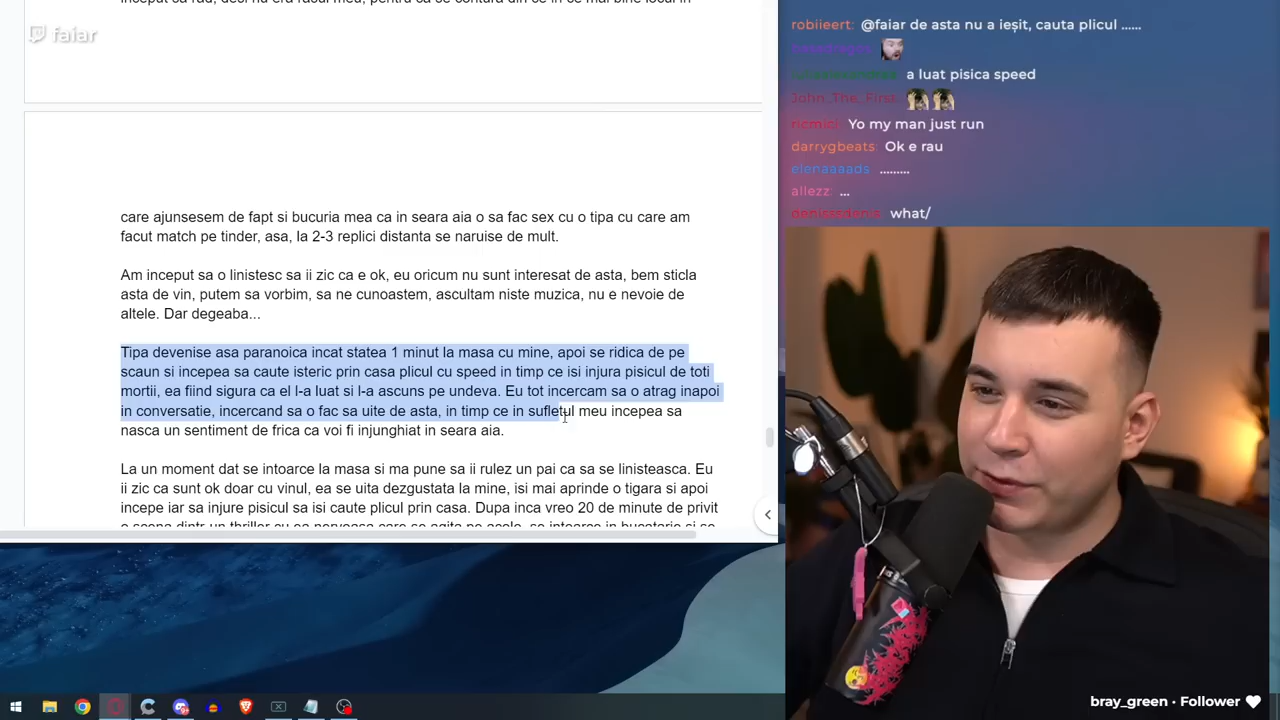 faiar
care ajunsesem de fapt si bucuria mea ca in seara aia o sa fac sex cu o tipa cu care am
facut match pe tinder, asa, la 2-3 replici distanta se naruise de mult.
Am inceput sa o linistesc sa ii zic ca e ok, eu oricum nu sunt interesat de asta, bem sticla
asta de vin, putem sa vorbim, sa ne cunoastem, ascultam niste muzica, nu e nevoie de
altele. Dar degeaba...
Tipa devenise asa paranoica incat statea 1 minut la masa cu mine, apoi se ridica de pe
scaun si incepea sa caute isteric prin casa plicul cu speed in timp ce isi injura pisicul de toti
mortii, ea fiind sigura ca el l-a luat si l-a ascuns pe undeva. Eu tot incercam sa o atrag inapoi
in conversatie, incercand sa o fac sa uite de asta, in timp ce in sufletul meu incepea sa
nasca un sentiment de frica ca voi fi injunghiat in seara aia.
La un moment dat se intoarce la masa si ma pune sa ii rulez un pai ca sa se linisteasca. Eu
ii zic ca sunt ok doar cu vinul, ea se uita dezgustata la mine, isi mai aprinde o tigara si apoi
incepe iar sa injure pisicul sa isi caute plicul prin casa. Dupa inca vreo 20 de minute de privit
robiieert: @faiar de asta nu a ieșit, cauta plicul ......
a luat pisica speed
John_The_First:
ricmici: Yo my man just run
darrygbeats: Ok e rau
elenaaaads: .........
allezz: ...
what/
bray_green • Follower